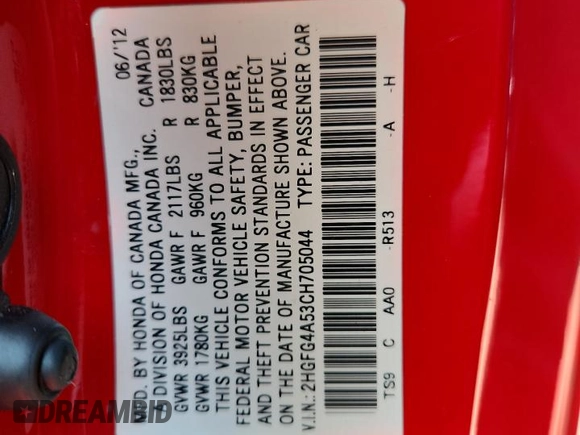 MFD. BY HONDA OF CANADA MFG., 06/'12
A DIVISION OF HONDA CANADA INC. CANADA
GVWR 3925LBS GAWR F 2117LBS R 1830LBS
GVWR 1780KG GAWR F 960KG R 830KG
THIS VEHICLE CONFORMS TO ALL APPLICABLE
FEDERAL MOTOR VEHICLE SAFETY, BUMPER,
AND THEFT PREVENTION STANDARDS IN EFFECT
ON THE DATE OF MANUFACTURE SHOWN ABOVE.
V.I.N.: 2HGFG4A53CH705044 TYPE: PASSENGER CAR
TS9 C AA0 -R513 -A -H
DREAMBID